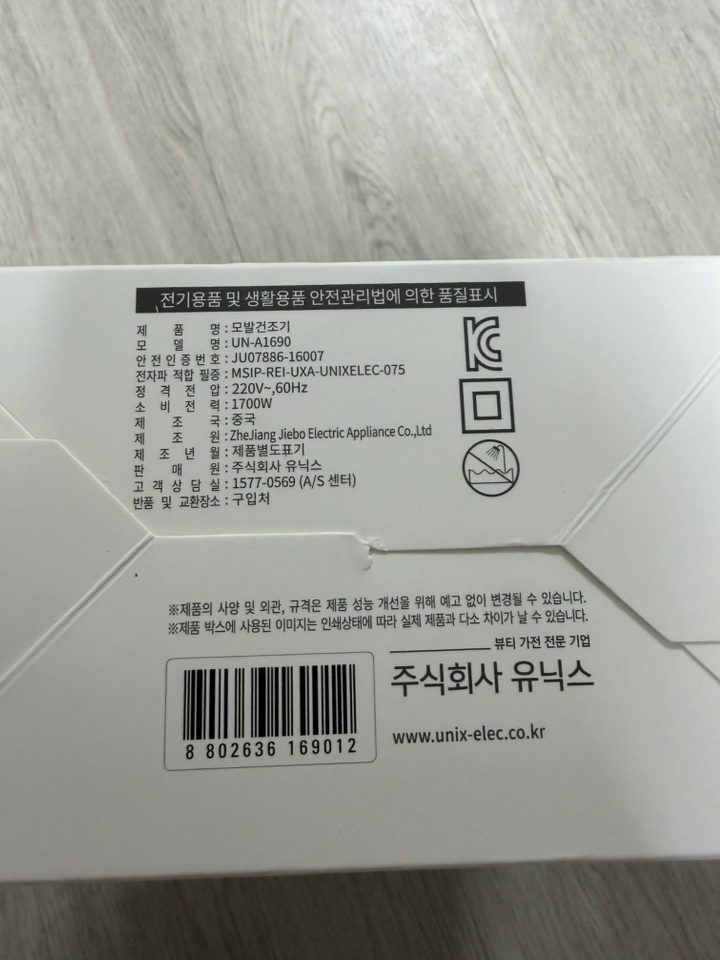 전기용품 및 생활용품 안전관리법에 의한 품질표시
제 품 명 : 모발건조기
모 델 명 : UN-A1690
안전인증번호 : JU07886-16007
전자파 적합 필증 : MSIP-REI-UXA-UNIXELEC-075
정 격 전 압 : 220V~,60Hz
소 비 전 력 : 1700W
제 조 국 : 중국
제 조 원 : ZheJiang Jiebo Electric Appliance Co.,Ltd
제 조 년 월 : 제품별도표기
판 매 원 : 주식회사 유닉스
고 객 상 담 실 : 1577-0569 (A/S 센터)
반품 및 교환장소 : 구입처
※제품의 사양 및 외관, 규격은 제품 성능 개선을 위해 예고 없이 변경될 수 있습니다.
※제품 박스에 사용된 이미지는 인쇄상태에 따라 실제 제품과 다소 차이가 날 수 있습니다.
뷰티 가전 전문 기업
주식회사 유닉스
www.unix-elec.co.kr
8 802636 169012